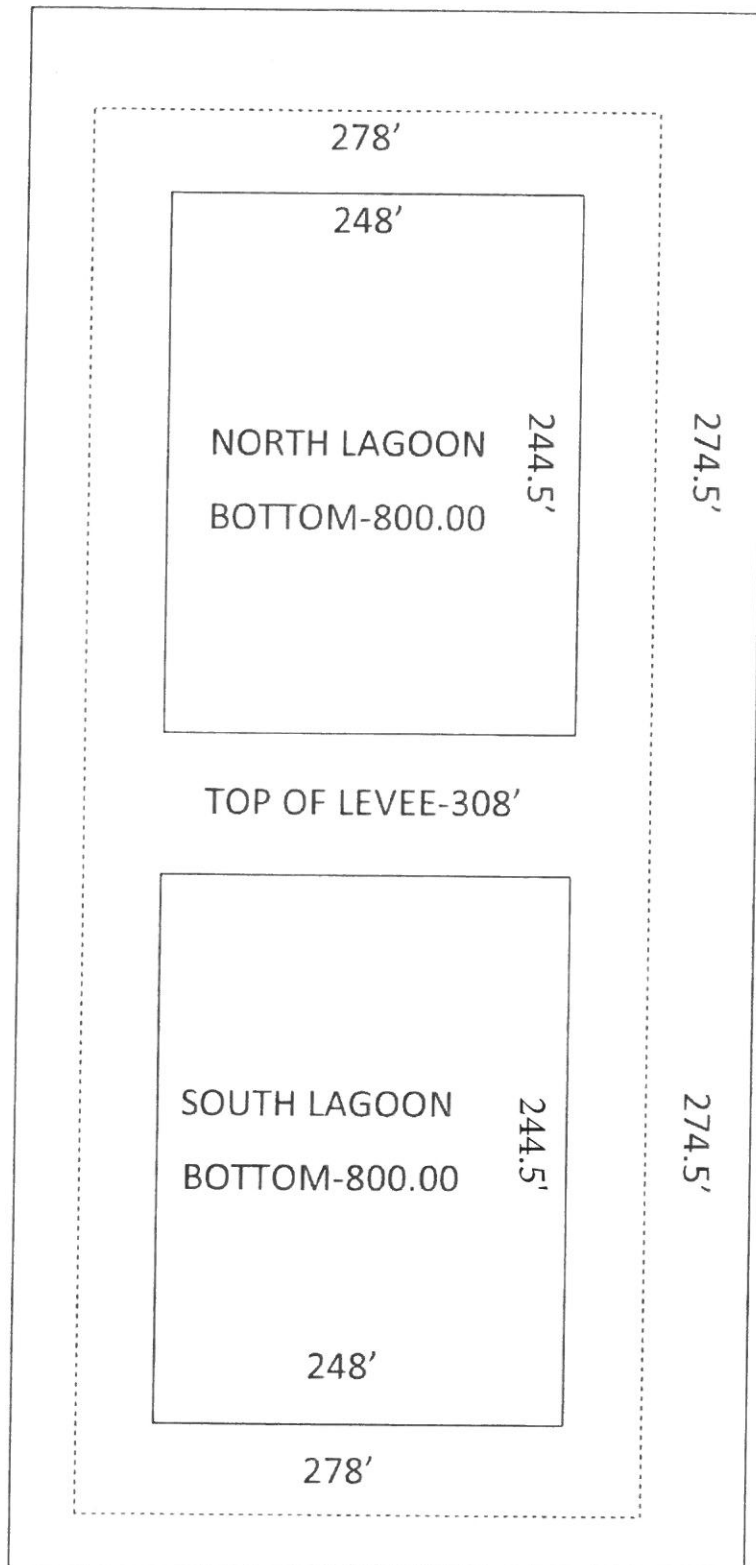 278’
248’
NORTH LAGOON
244.5’
274.5’
BOTTOM-800.00
TOP OF LEVEE-308’
SOUTH LAGOON
244.5'
274.5’
BOTTOM-800.00
248’
278’